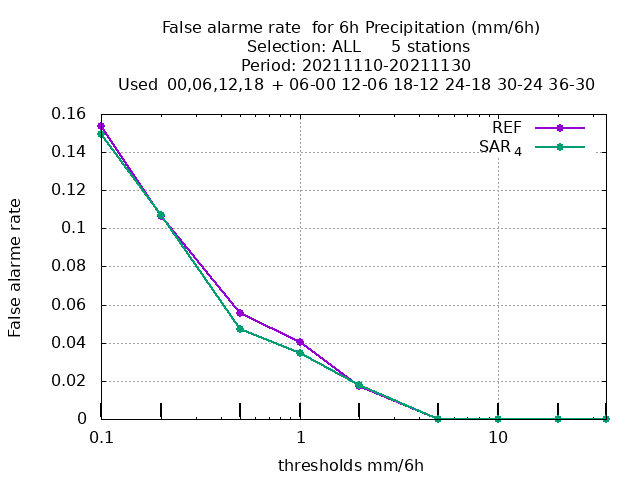 False alarme rate  for 6h Precipitation (mm/6h)
Selection: ALL      5 stations
Period: 20211110-20211130
Used  00,06,12,18  + 06-00 12-06 18-12 24-18 30-24 36-30
0.16
0.14
0.12
0.1
0.08
0.06
0.04
0.02
0
False alarme rate
REF
SAR 4
0.1
1
10
thresholds mm/6h